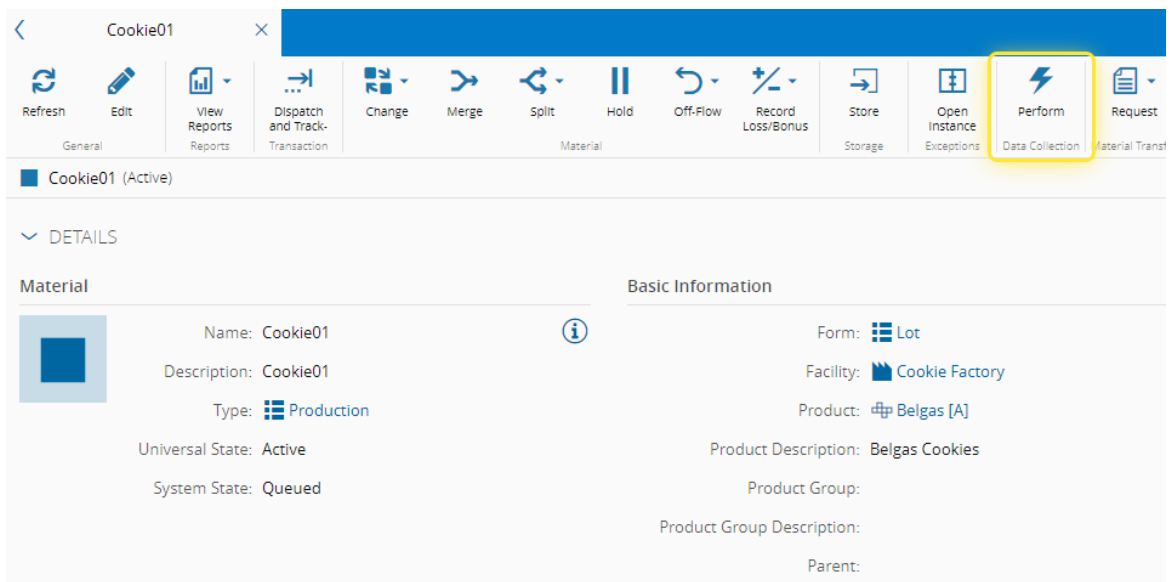 Cookie01
Refresh
Edit
View
Reports
Dispatch
and Track-
Change
Merge
Split
Hold
Off-Flow
Record
Loss/Bonus
Store
Open
Instance
Perform
Request
General
Reports
Transaction
Material
Storage
Exceptions
Data Collection
Material Transf
Cookie01 (Active)
DETAILS
Material
Name: Cookie01
Description: Cookie01
Type: Production
Universal State: Active
System State: Queued
Basic Information
Form: Lot
Facility: Cookie Factory
Product: Belgas [A]
Product Description: Belgas Cookies
Product Group:
Product Group Description:
Parent: